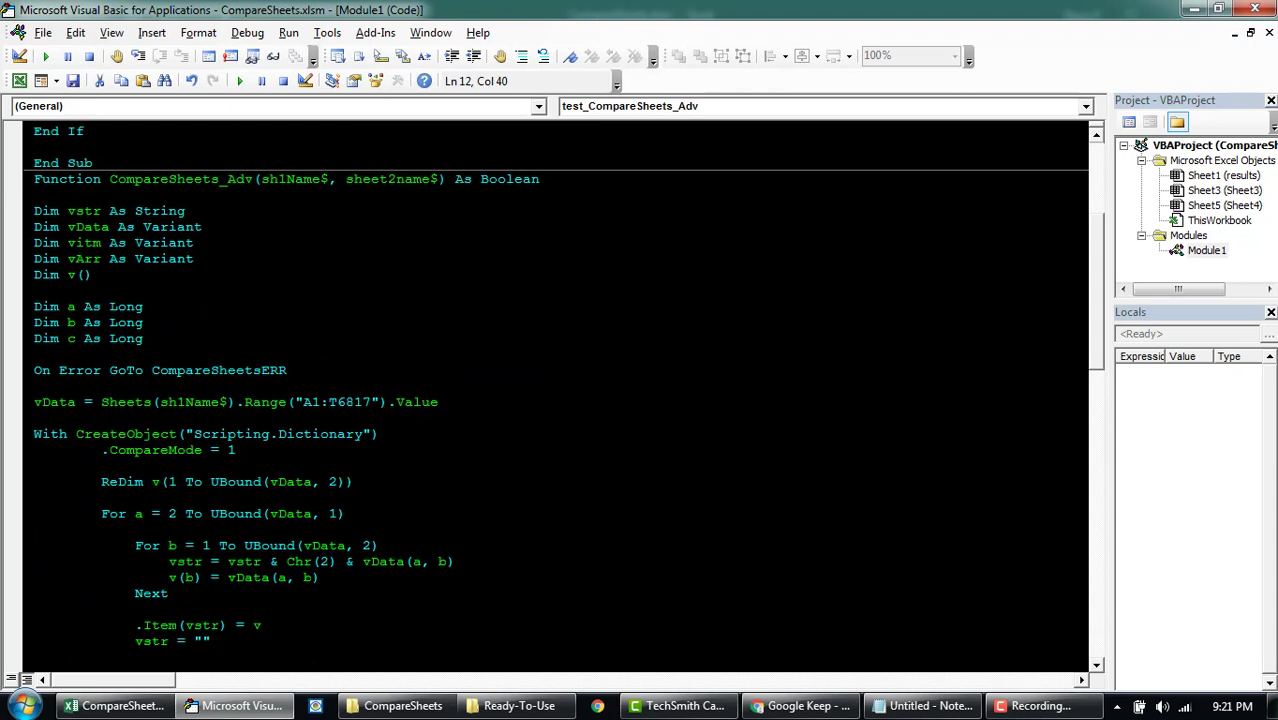 Microsoft Visual Basic for Applications - CompareSheets.xlsm - [Module1 (Code)]
File Edit View Insert Format Debug Run Tools Add-Ins Window Help
100%
Ln 12, Col 40
(General)
test_CompareSheets_Adv
End If
End Sub
Function CompareSheets_Adv(sh1Name$, sheet2name$) As Boolean
Dim vstr As String
Dim vData As Variant
Dim vitm As Variant
Dim vArr As Variant
Dim v()
Dim a As Long
Dim b As Long
Dim c As Long
On Error GoTo CompareSheetsERR
vData = Sheets(sh1Name$).Range("A1:T6817").Value
With CreateObject("Scripting.Dictionary")
.CompareMode = 1
ReDim v(1 To UBound(vData, 2))
For a = 2 To UBound(vData, 1)
For b = 1 To UBound(vData, 2)
vstr = vstr & Chr(2) & vData(a, b)
v(b) = vData(a, b)
Next
.Item(vstr) = v
vstr = ""
Project - VBAProject
VBAProject (CompareSh
Microsoft Excel Objects
Sheet1 (results)
Sheet3 (Sheet3)
Sheet5 (Sheet4)
ThisWorkbook
Modules
Module1
Locals
<Ready>
Expressic Value Type
CompareSheet... Microsoft Visu... CompareSheets Ready-To-Use TechSmith Ca... Google Keep - ... Untitled - Note... Recording... 9:21 PM